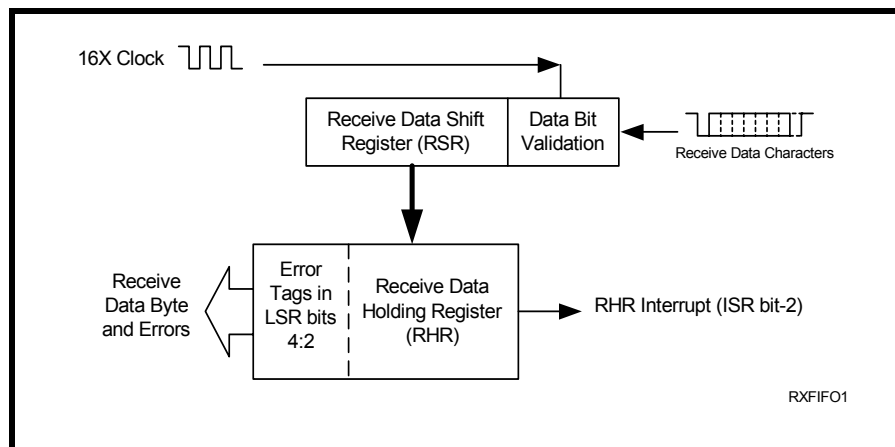 16X Clock
Receive Data Shift
Register (RSR)
Data Bit
Validation
Receive Data Characters
Receive
Data Byte
and Errors
Error
Tags in
LSR bits
4:2
Receive Data
Holding Register
(RHR)
RHR Interrupt (ISR bit-2)
RXFIFO1